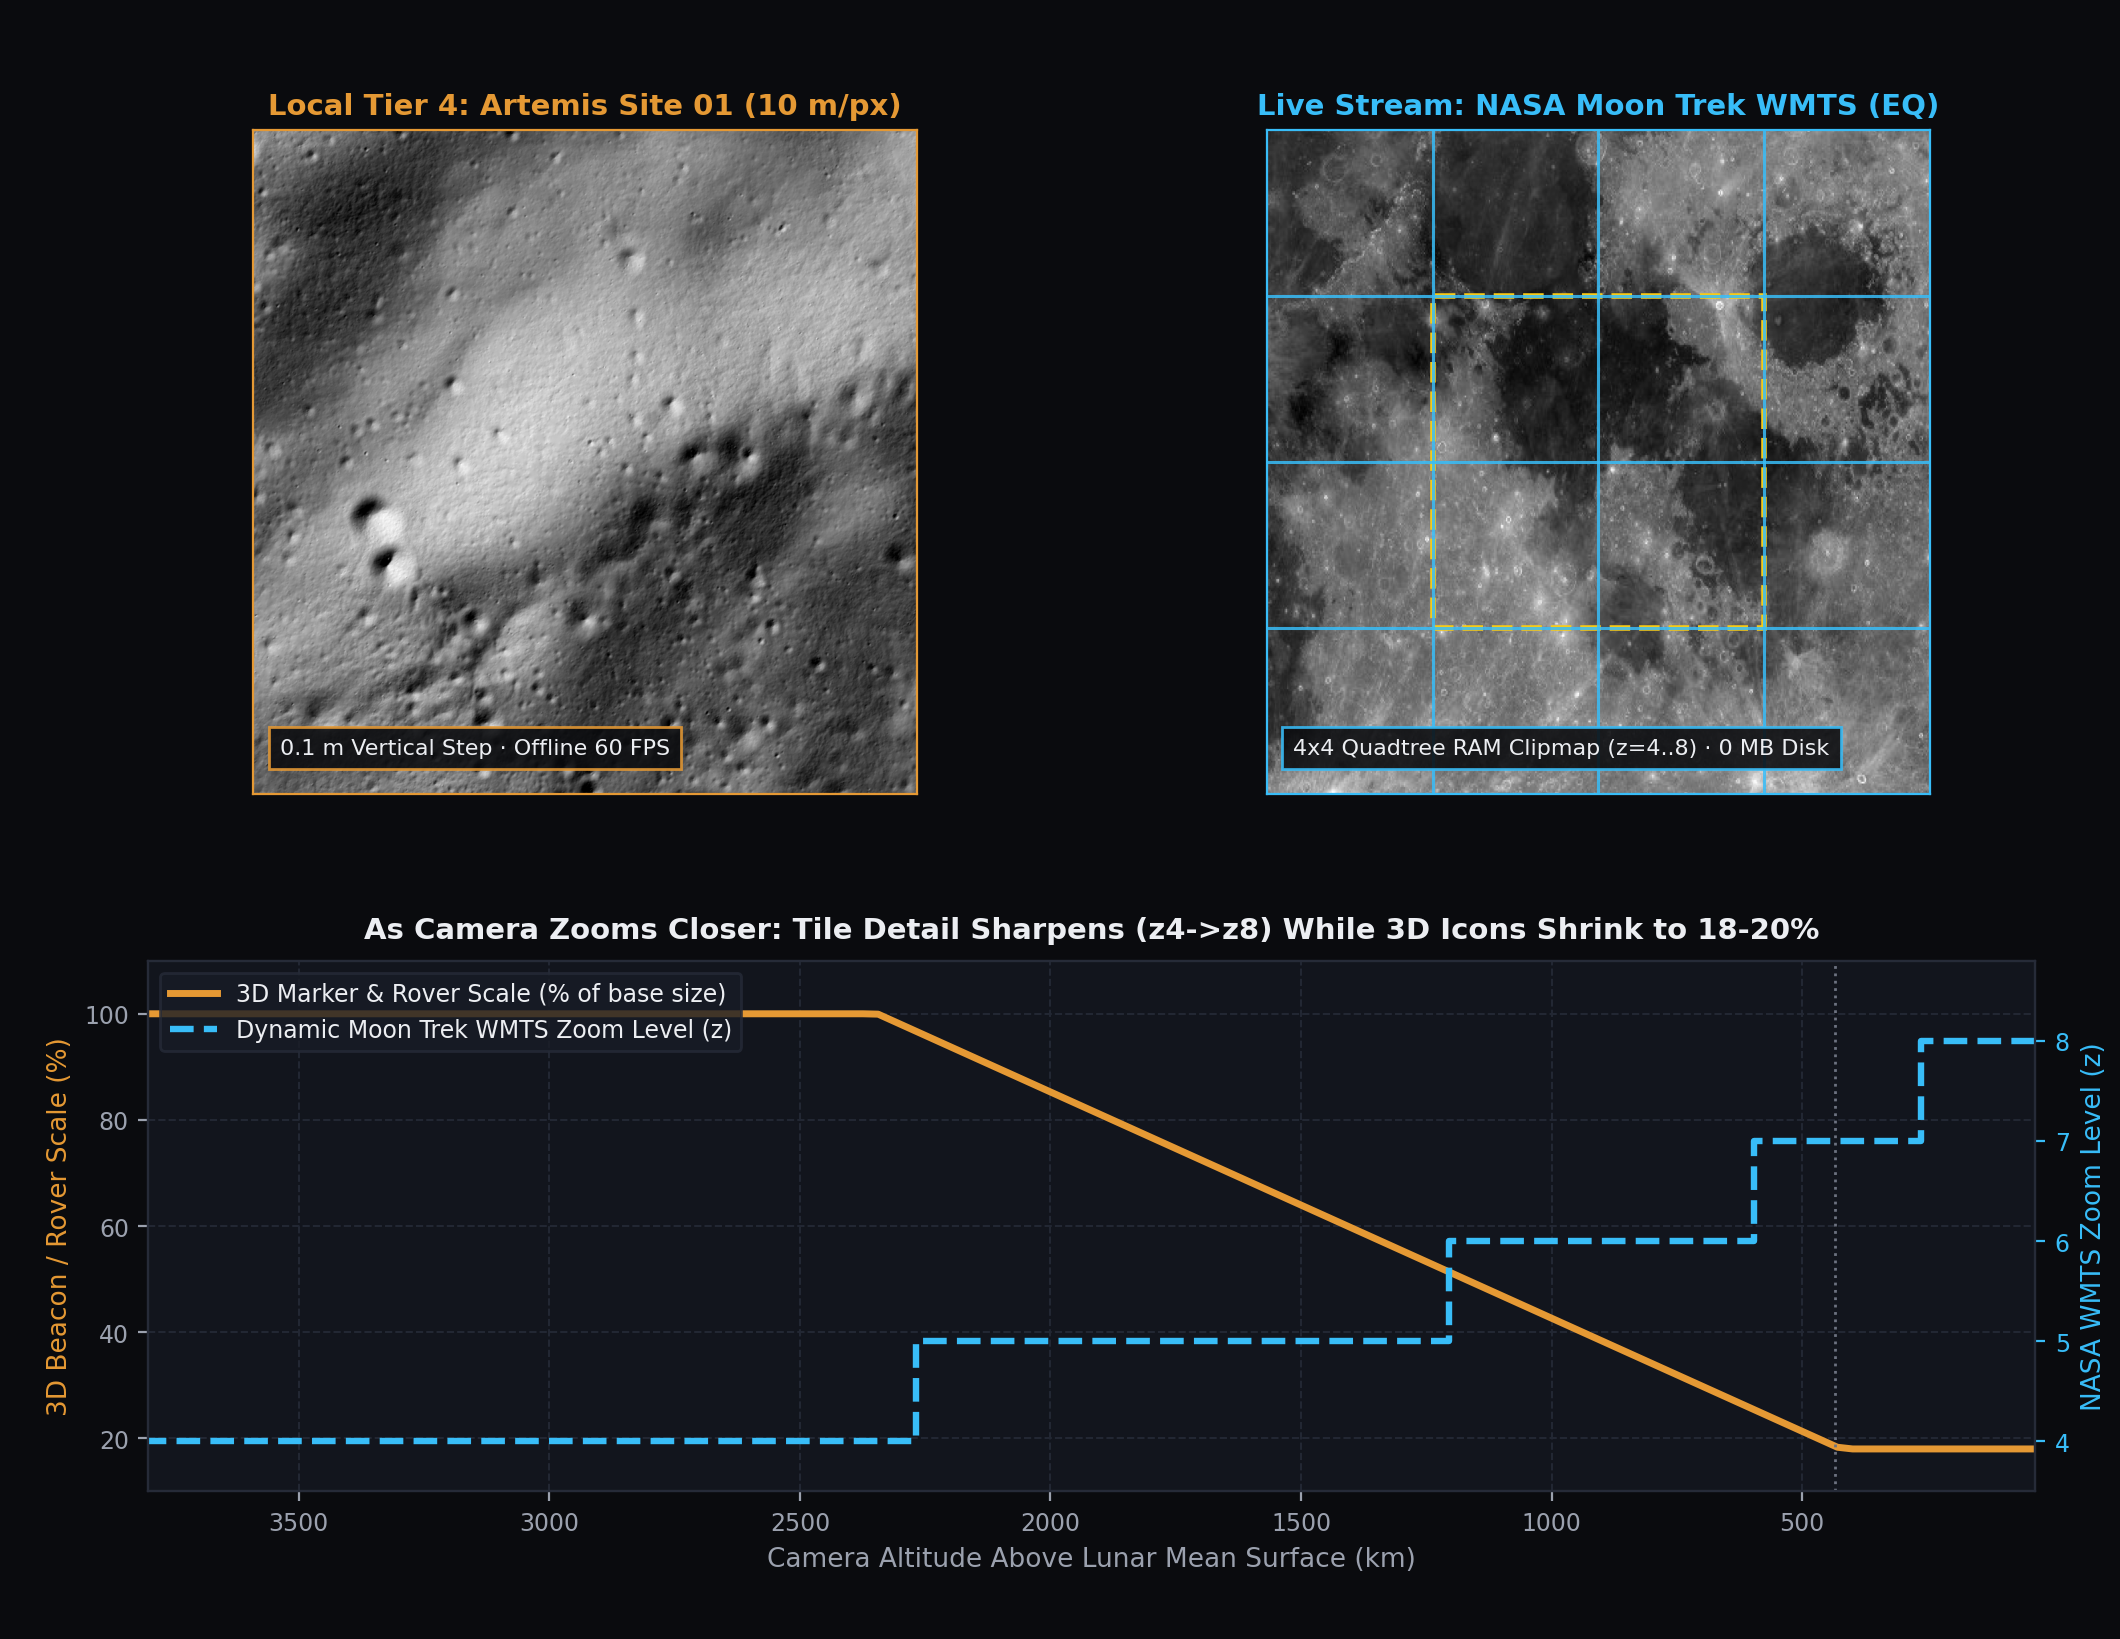 Local Tier 4: Artemis Site 01 (10 m/px)
0.1 m Vertical Step · Offline 60 FPS
Live Stream: NASA Moon Trek WMTS (EQ)
4x4 Quadtree RAM Clipmap (z=4..8) · 0 MB Disk
As Camera Zooms Closer: Tile Detail Sharpens (z4->z8) While 3D Icons Shrink to 18-20%
3D Marker & Rover Scale (% of base size)
Dynamic Moon Trek WMTS Zoom Level (z)
3D Beacon / Rover Scale (%)
100
80
60
40
20
NASA WMTS Zoom Level (z)
8
7
6
5
4
3500 3000 2500 2000 1500 1000 500
Camera Altitude Above Lunar Mean Surface (km)